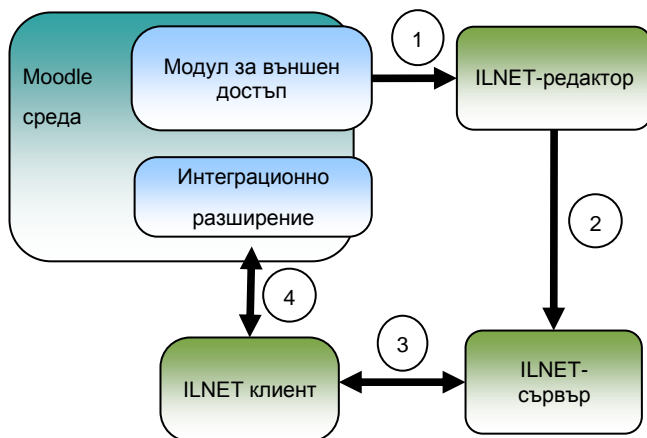 Moodle
среда
Модул за външен
достъп
1
ILNET-редактор
Интеграционно
разширение
2
4
3
ILNET клиент
ILNET-
сървър